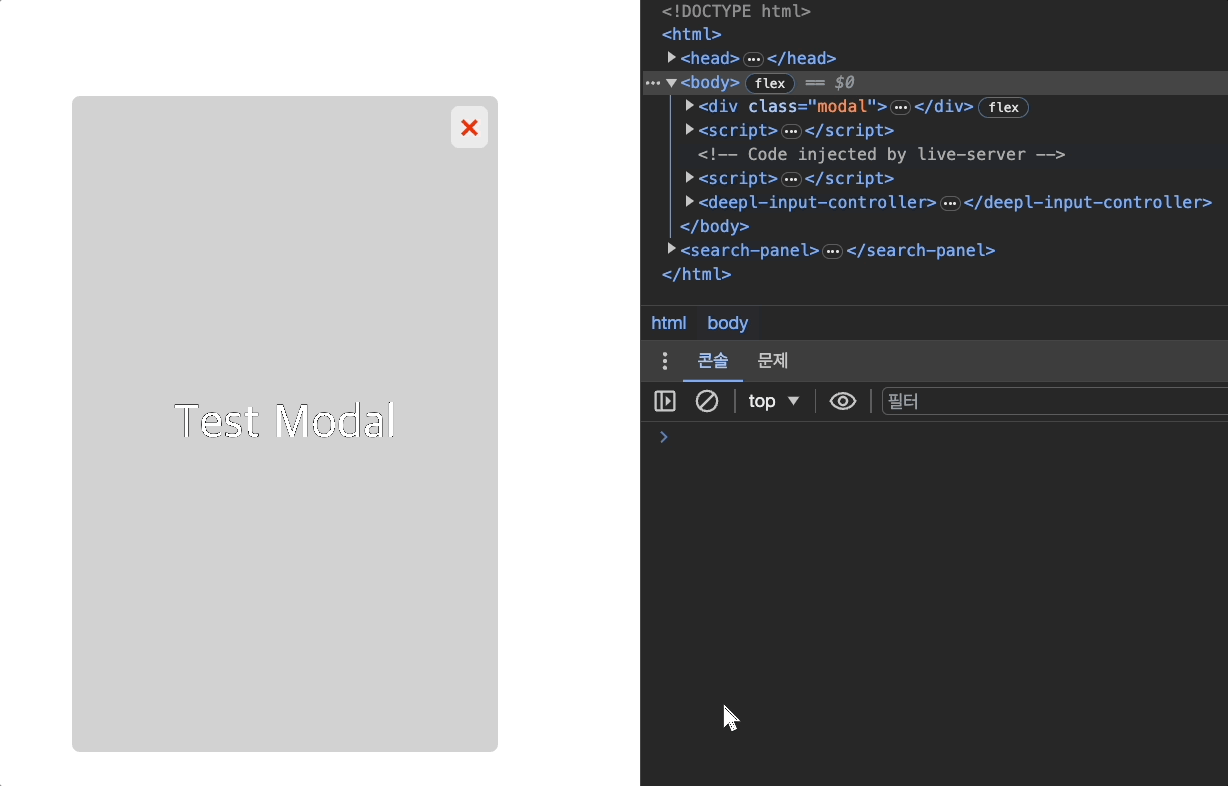 ✕
Test Modal
<!DOCTYPE html>
<html>
<head>…</head>
<body> flex == $0
<div class="modal">…</div> flex
<script>…</script>
<!-- Code injected by live-server -->
<script>…</script>
<deepl-input-controller>…</deepl-input-controller>
</body>
<search-panel>…</search-panel>
</html>
html body
콘솔 문제
top 필터